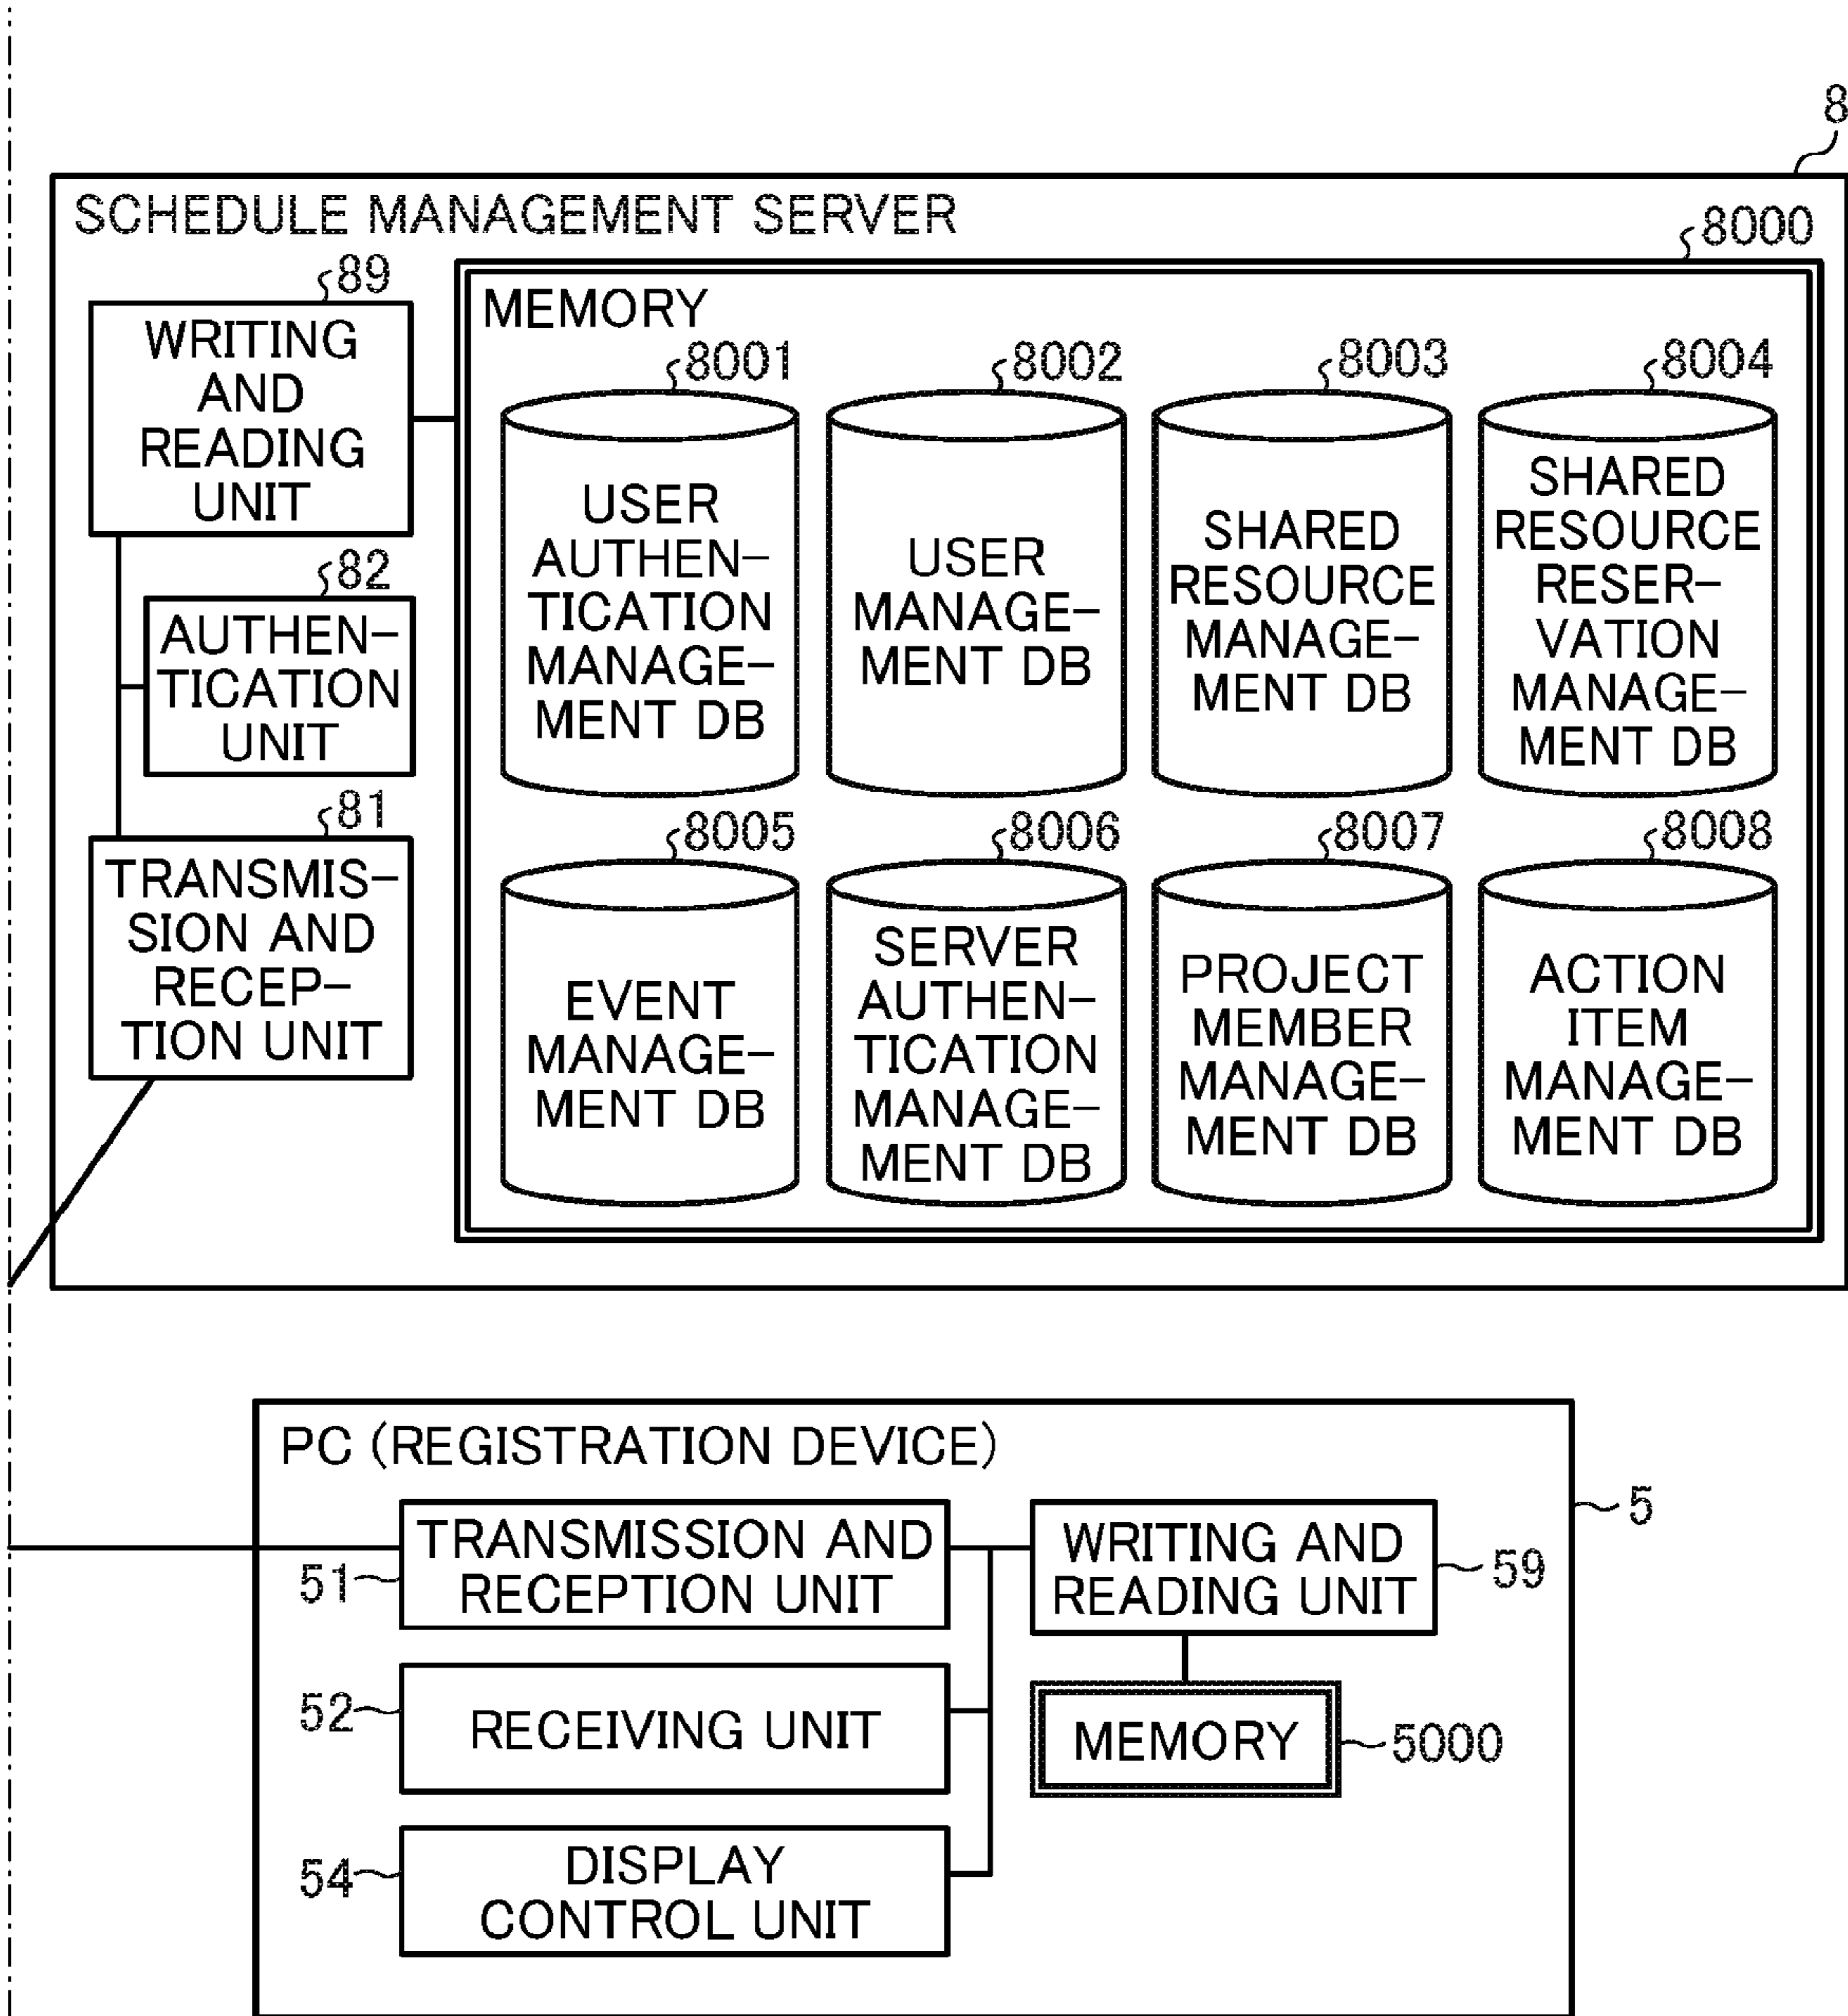 8
SCHEDULE MANAGEMENT SERVER
8000
89
WRITING
AND
READING
UNIT
82
AUTHEN-
TICATION
UNIT
81
TRANSMIS-
SION AND
RECEP-
TION UNIT
MEMORY
8001
USER
AUTHEN-
TICATION
MANAGE-
MENT DB
8002
USER
MANAGE-
MENT DB
8003
SHARED
RESOURCE
MANAGE-
MENT DB
8004
SHARED
RESOURCE
RESER-
VATION
MANAGE-
MENT DB
8005
EVENT
MANAGE-
MENT DB
8006
SERVER
AUTHEN-
TICATION
MANAGE-
MENT DB
8007
PROJECT
MEMBER
MANAGE-
MENT DB
8008
ACTION
ITEM
MANAGE-
MENT DB
PC (REGISTRATION DEVICE)
5
51
TRANSMISSION AND
RECEPTION UNIT
WRITING AND
READING UNIT
59
52
RECEIVING UNIT
MEMORY
5000
54
DISPLAY
CONTROL UNIT